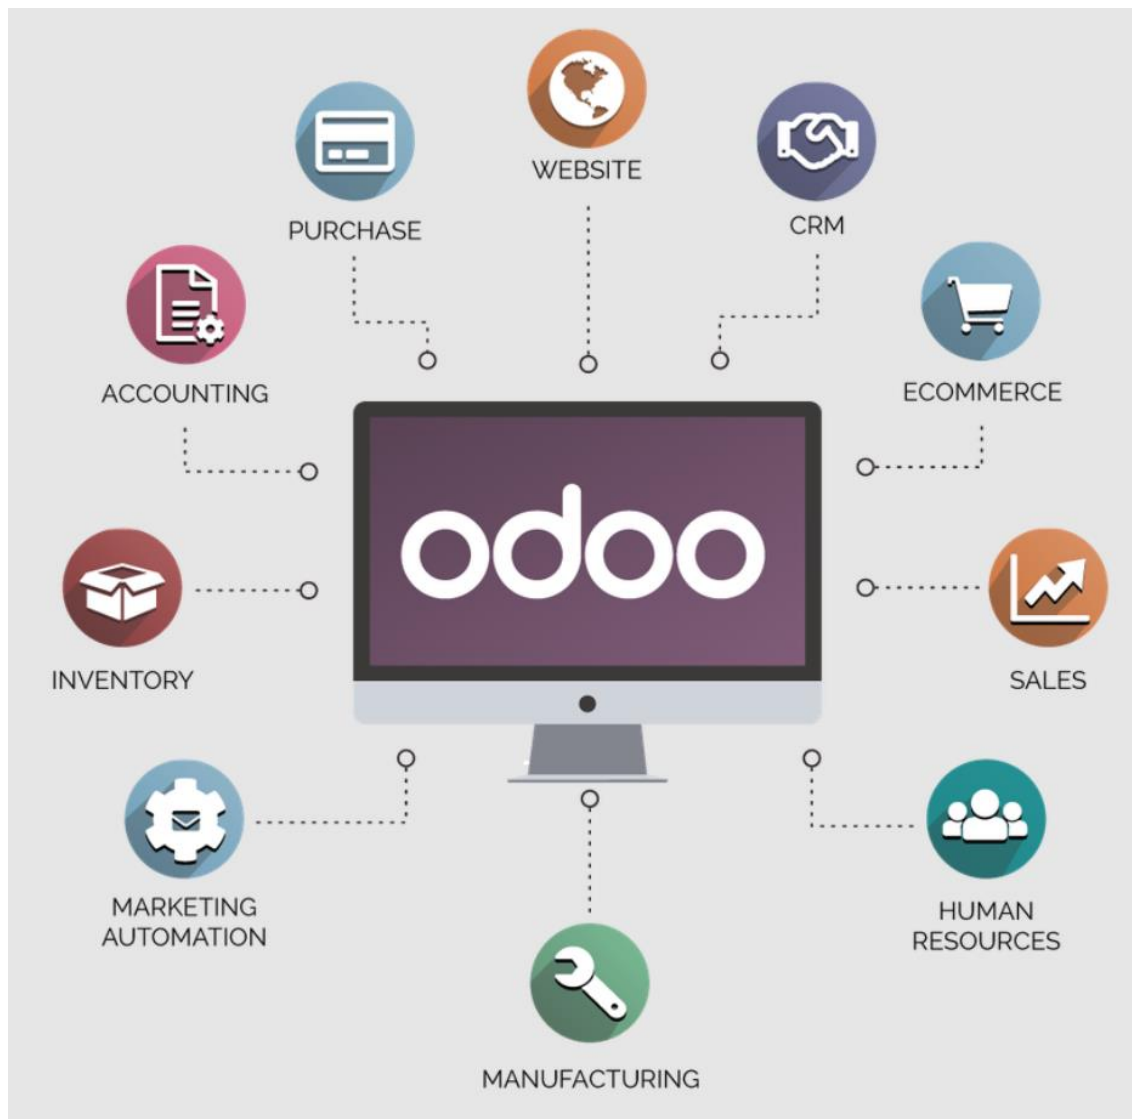 WEBSITE
PURCHASE
CRM
ACCOUNTING
ECOMMERCE
odoo
INVENTORY
SALES
MARKETING
AUTOMATION
HUMAN
RESOURCES
MANUFACTURING